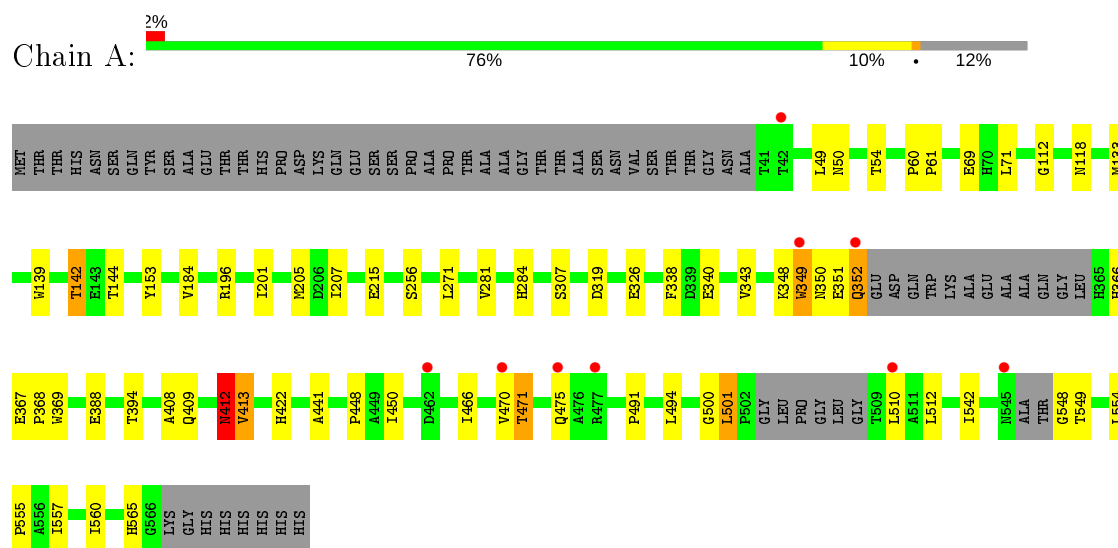 2%
Chain A:
76% 10% • 12%
MET THR THR HIS ASN SER GLN TYR SER ALA GLU THR THR HIS PRO ASP LYS GLN GLU SER SER PRO ALA PRO THR ALA ALA GLY THR THR ALA SER ASN VAL SER THR THR GLY ASN ALA T41 T42 L49 N50 T54 P60 P61 E69 H70 L71 G112 N118 M133
W139 T142 E143 T144 Y153 V184 R196 I201 M205 D206 I207 E215 S256 L271 V281 H284 S307 D319 E326 F338 D339 E340 V343 K348 W349 N350 E351 Q352 GLU ASP GLN TRP LYS ALA GLU ALA ALA GLN GLY LEU H365 H366
E367 P368 W369 E388 T394 A408 Q409 N412 V413 H422 A441 P448 A449 I450 D462 I466 V470 T471 Q475 A476 R477 P491 L494 G500 L501 P502 GLY LEU PRO GLY LEU GLY T509 L510 A511 L512 I542 N545 ALA THR G548 T549 L554
P555 A556 I557 I560 H565 G566 LYS GLY HIS HIS HIS HIS HIS HIS